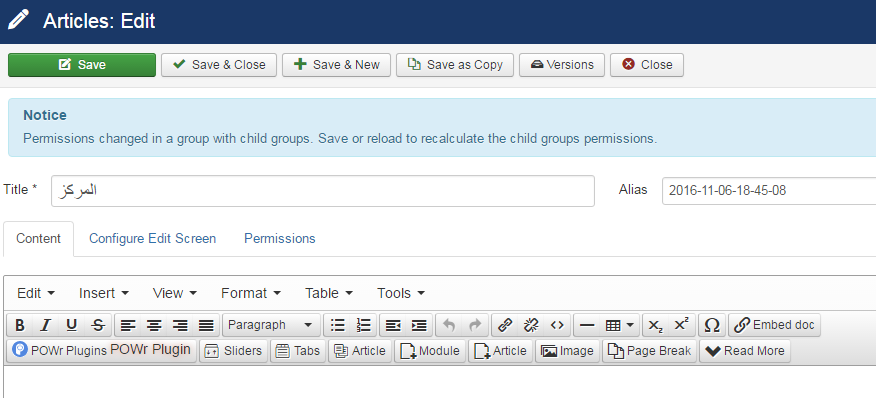 Articles: Edit
Save Save & Close Save & New Save as Copy Versions Close
Notice
Permissions changed in a group with child groups. Save or reload to recalculate the child groups permissions.
Title * المركز Alias 2016-11-06-18-45-08
Content Configure Edit Screen Permissions
Edit Insert View Format Table Tools
B I U S Paragraph X₂ X² Ω Embed doc
POWr Plugins POWr Plugin Sliders Tabs Article Module Article Image Page Break Read More